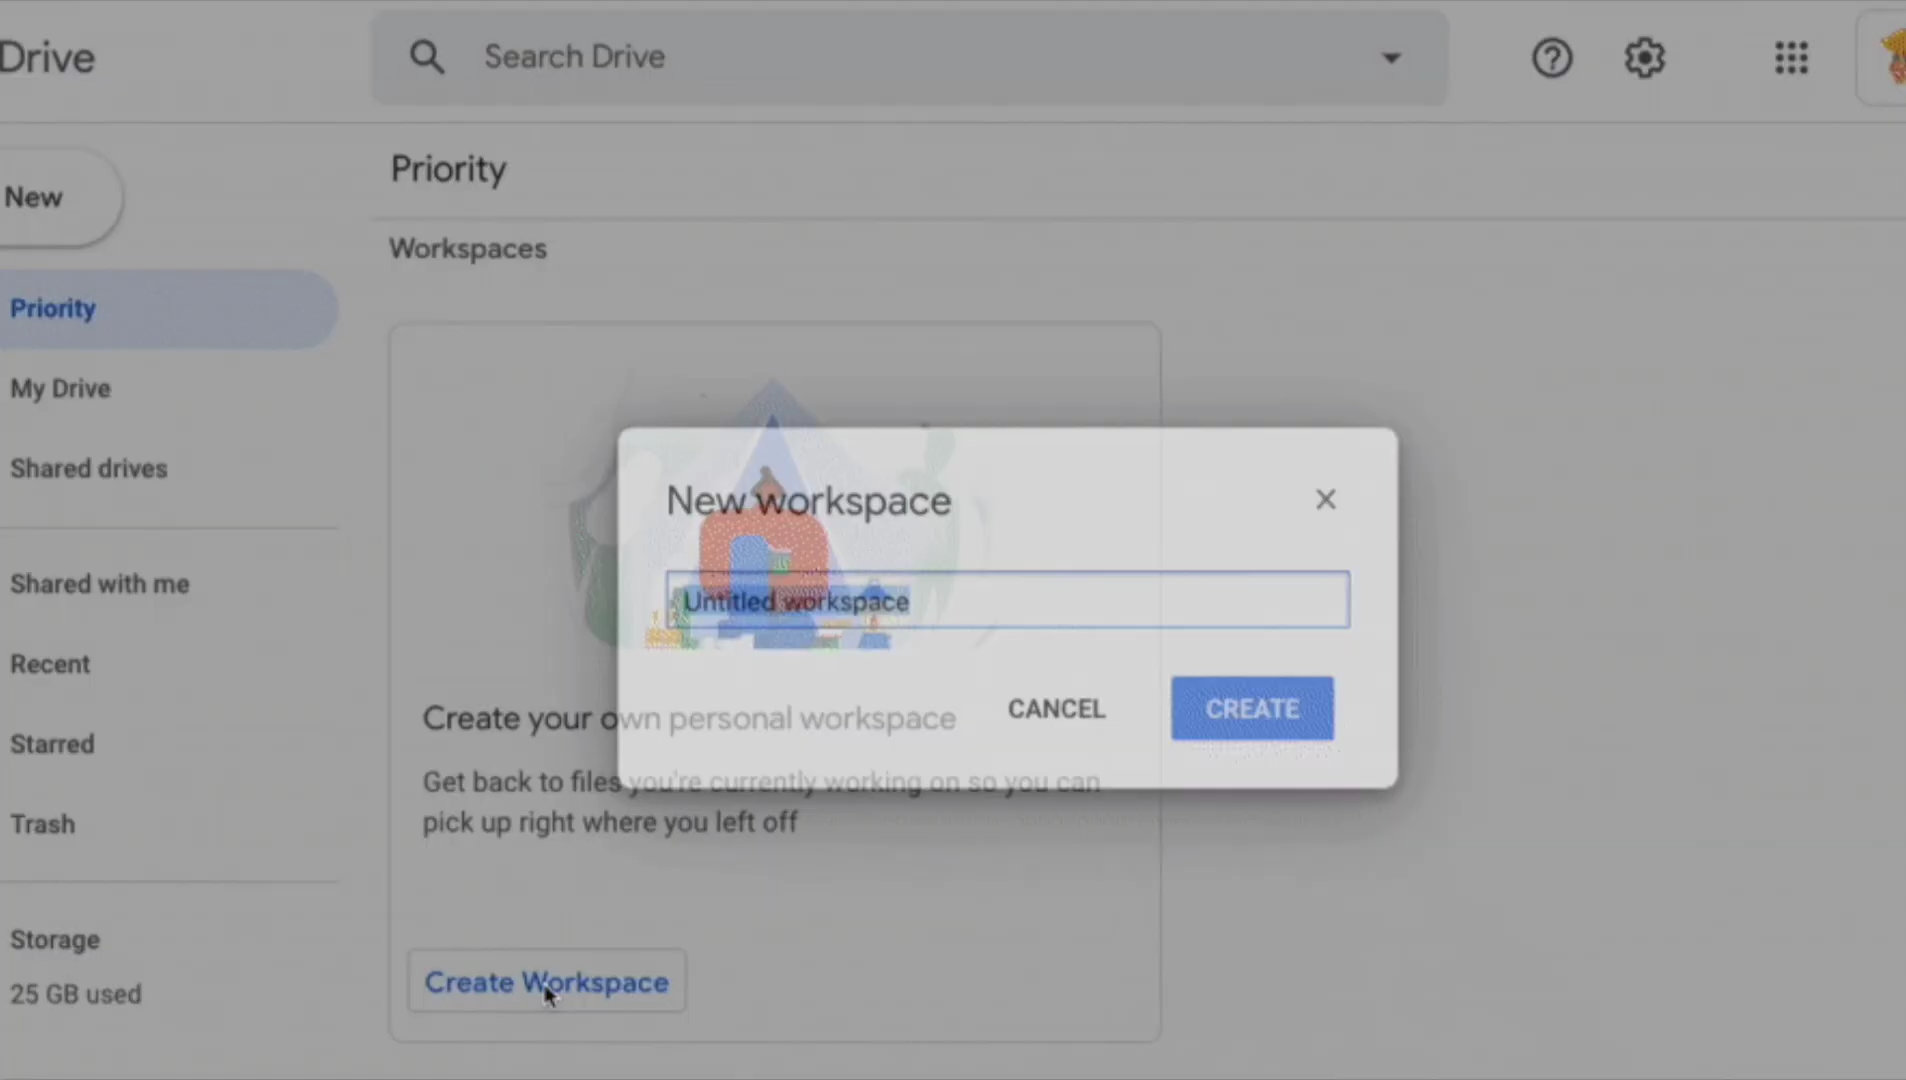 Drive
Search Drive
New
Priority
My Drive
Shared drives
Shared with me
Recent
Starred
Trash
Storage
25 GB used
Priority
Workspaces
New workspace
Untitled workspace
CANCEL
CREATE
Create your own personal workspace
Get back to files you're currently working on so you can
pick up right where you left off
Create Workspace